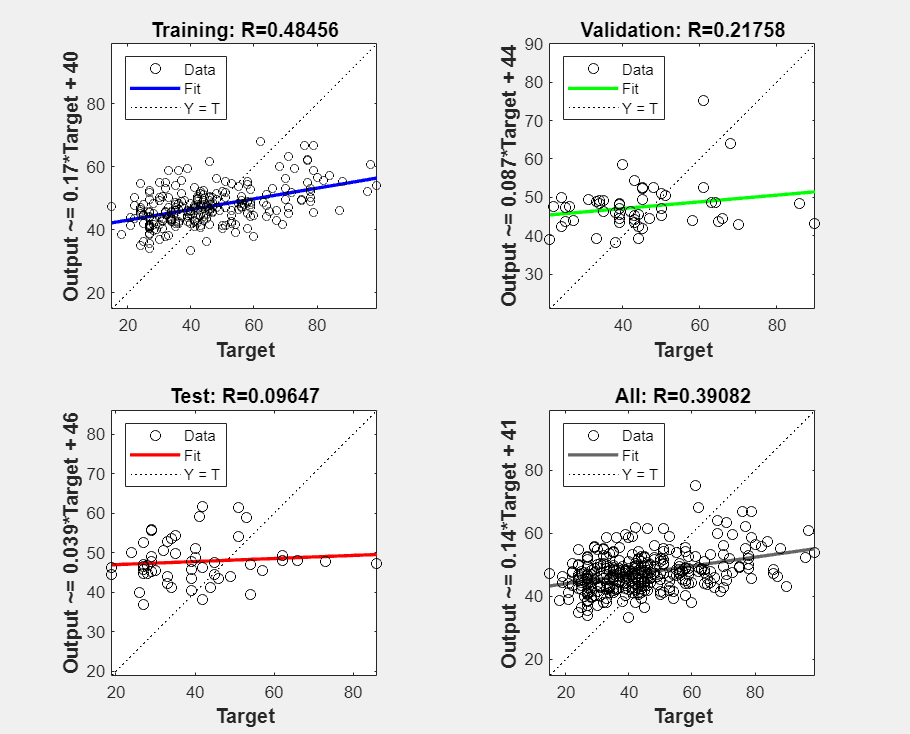 Training: R=0.48456
Output ~= 0.17*Target + 40
80
60
40
20
Data
Fit
Y = T
20
40
60
80
Target
Validation: R=0.21758
Output ~= 0.087*Target + 44
90
80
70
60
50
40
30
Data
Fit
Y = T
40
60
80
Target
Test: R=0.09647
Output ~= 0.039*Target + 46
80
70
60
50
40
30
20
Data
Fit
Y = T
20
40
60
80
Target
All: R=0.39082
Output ~= 0.14*Target + 41
80
60
40
20
Data
Fit
Y = T
20
40
60
80
Target